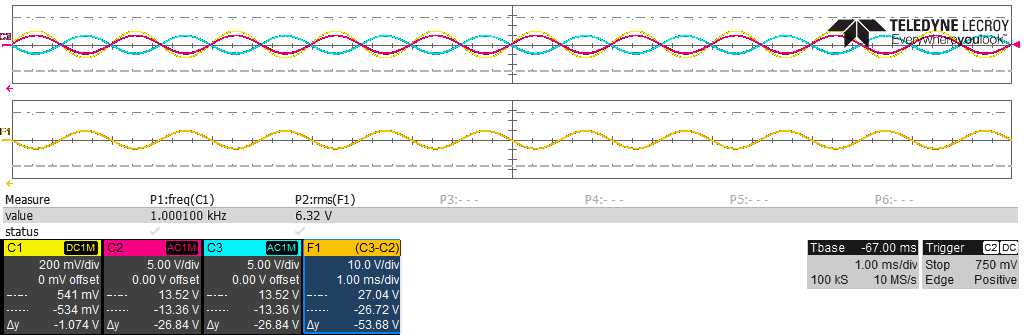 TELEDYNE LECROY
Everywhereyoulook™
F1
Measure P1:freq(C1) P2:rms(F1) P3:- - - P4:- - - P5:- - - P6:- - -
value 1.000100 kHz 6.32 V
status
C1 DC1M C2 AC1M C3 AC1M F1 (C3-C2) Tbase -67.00 ms Trigger C2 DC
200 mV/div 5.00 V/div 5.00 V/div 10.0 V/div 1.00 ms/div Stop 750 mV
0 mV offset 0.00 V offset 0.00 V offset 1.00 ms/div 100 kS 10 MS/s Edge Positive
541 mV 13.52 V 13.52 V 27.04 V
-534 mV -13.36 V -13.36 V -26.72 V
Δy -1.074 V Δy -26.84 V Δy -26.84 V Δy -53.68 V